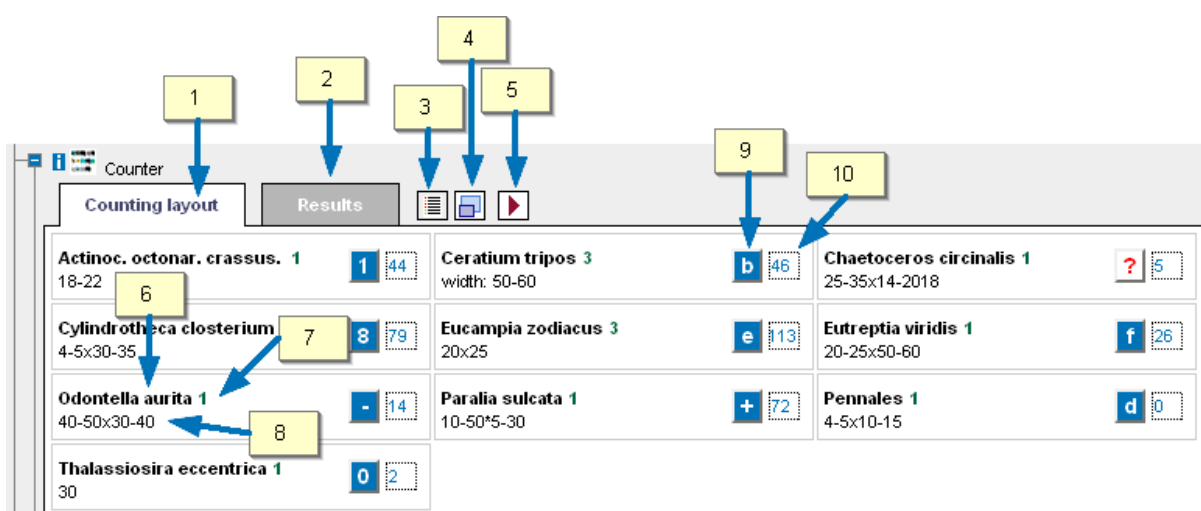 4
2
5
1
3
9
10
Counter
Counting layout
Results
Actinoc. octonar. crassus. 1
18-22
1
44
Ceratium tripos 3
width: 50-60
b
46
Chaetoceros circinalis 1
25-35x14-2018
?
5
6
7
Cylindrotheca closterium
4-5x30-35
8
79
Eucampia zodiacus 3
20x25
e
113
Eutreptia viridis 1
20-25x50-60
f
26
Odontella aurita 1
40-50x30-40
8
-
14
Paralia sulcata 1
10-50*5-30
+
72
Pennales 1
4-5x10-15
d
0
Thalassiosira eccentrica 1
30
0
2